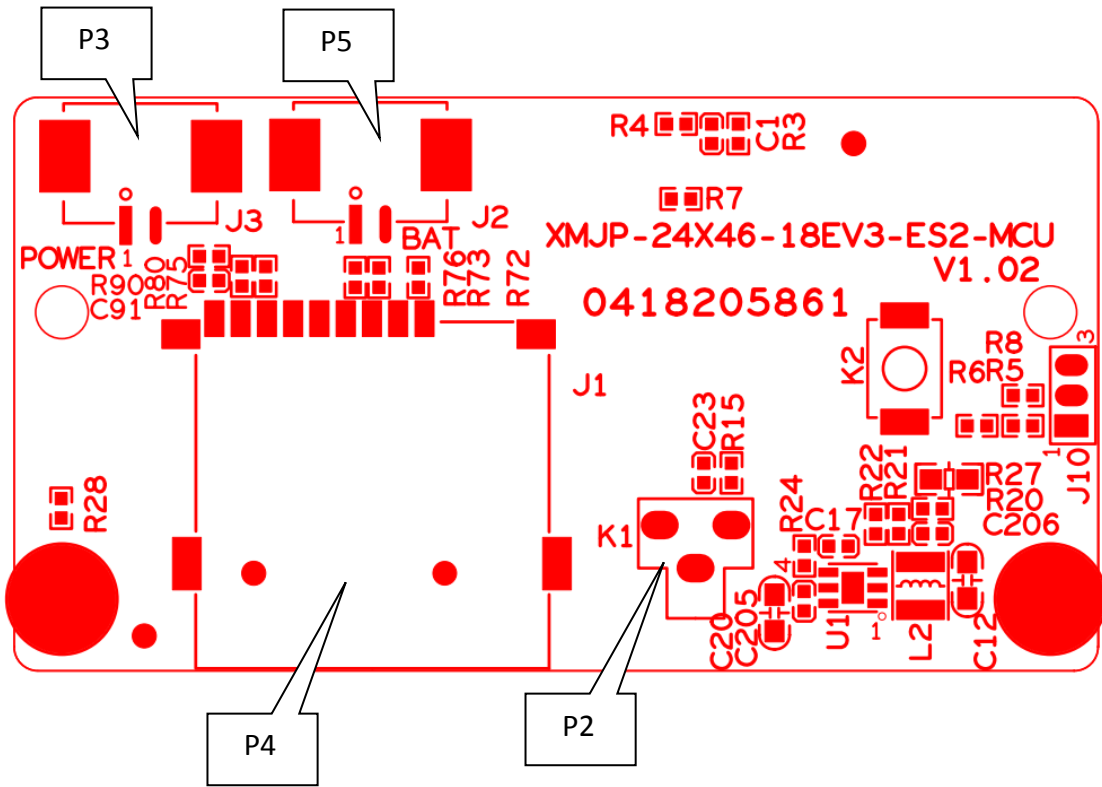 P3
P5
R4
C1
R3
R7
J3
J2
POWER
1
1
BAT
XMJP-24X46-18EV3-ES2-MCU
V1.02
R90
C91
R80
R75
R76
R73
R72
0418205861
K2
R8
R6
R5
3
J1
1
J10
C23
R15
R28
K1
R24
C17
R22
R21
R27
R20
C206
4
C20
C205
U1
1
L2
C12
P4
P2